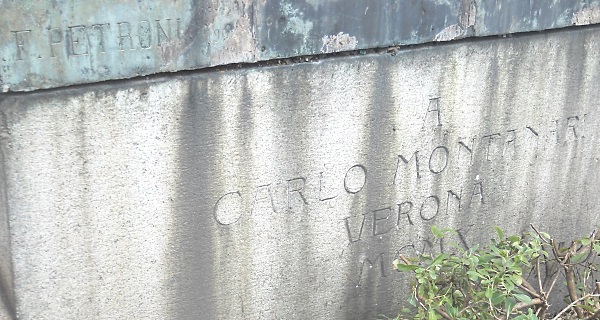 F. PETRONI
A
CARLO MONTANARI
VERONA
MCMX